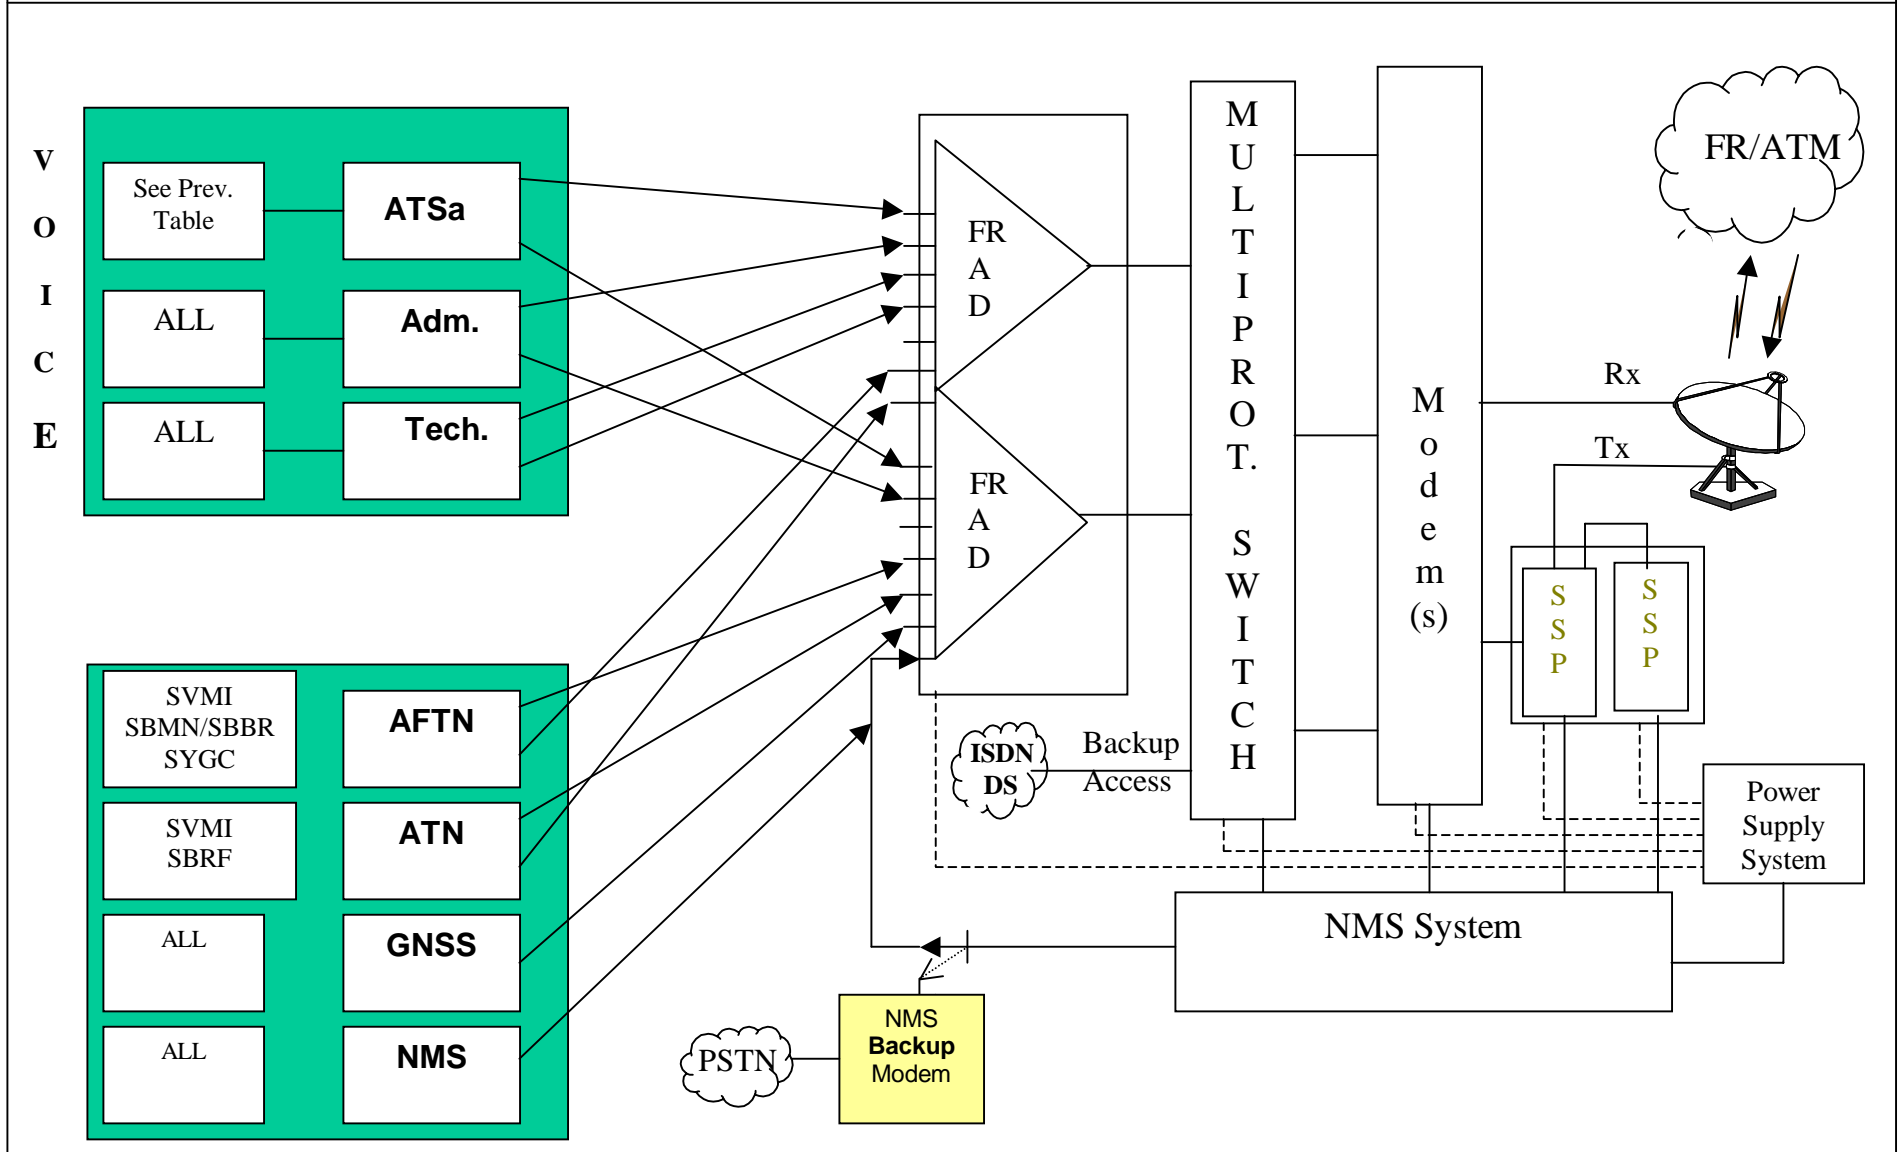 V
O
I
C
E
See Prev.
Table
ATSa
ALL
Adm.
ALL
Tech.
SVMI
SBMN/SBBR
SYGC
AFTN
SVMI
SBRF
ATN
ALL
GNSS
ALL
NMS
FR
A
D
FR
A
D
M
U
L
T
I
P
R
O
T.
S
W
I
T
C
H
M
o
d
e
m
(s)
FR/ATM
Rx
Tx
S
S
P
S
S
P
ISDN
DS
Backup
Access
Power
Supply
System
NMS System
NMS
Backup
Modem
PSTN